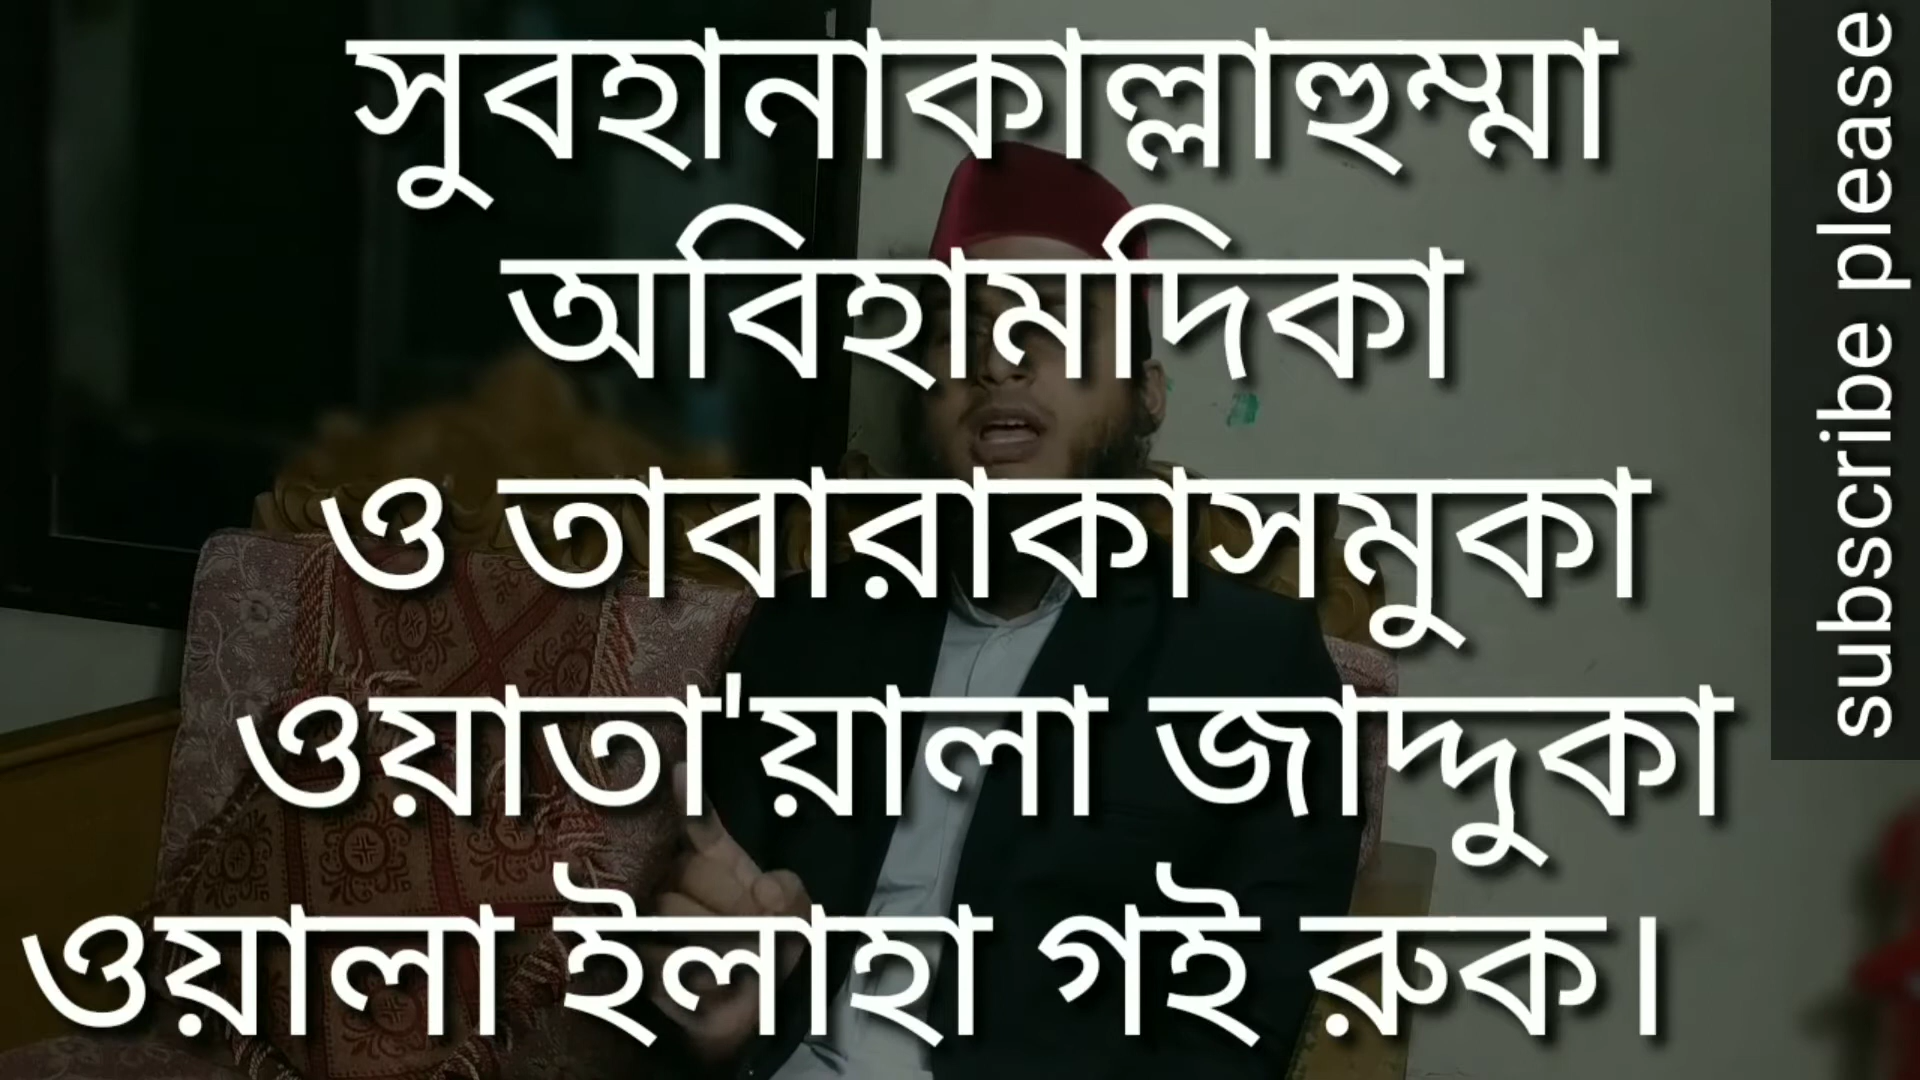 সুবহানাকাল্লাহুম্মা
অবিহামদিকা
ও তাবারাকাসমুকা
ওয়াতা'য়ালা জাদ্দুকা
ওয়ালা ইলাহা গই রুক।
subscribe please